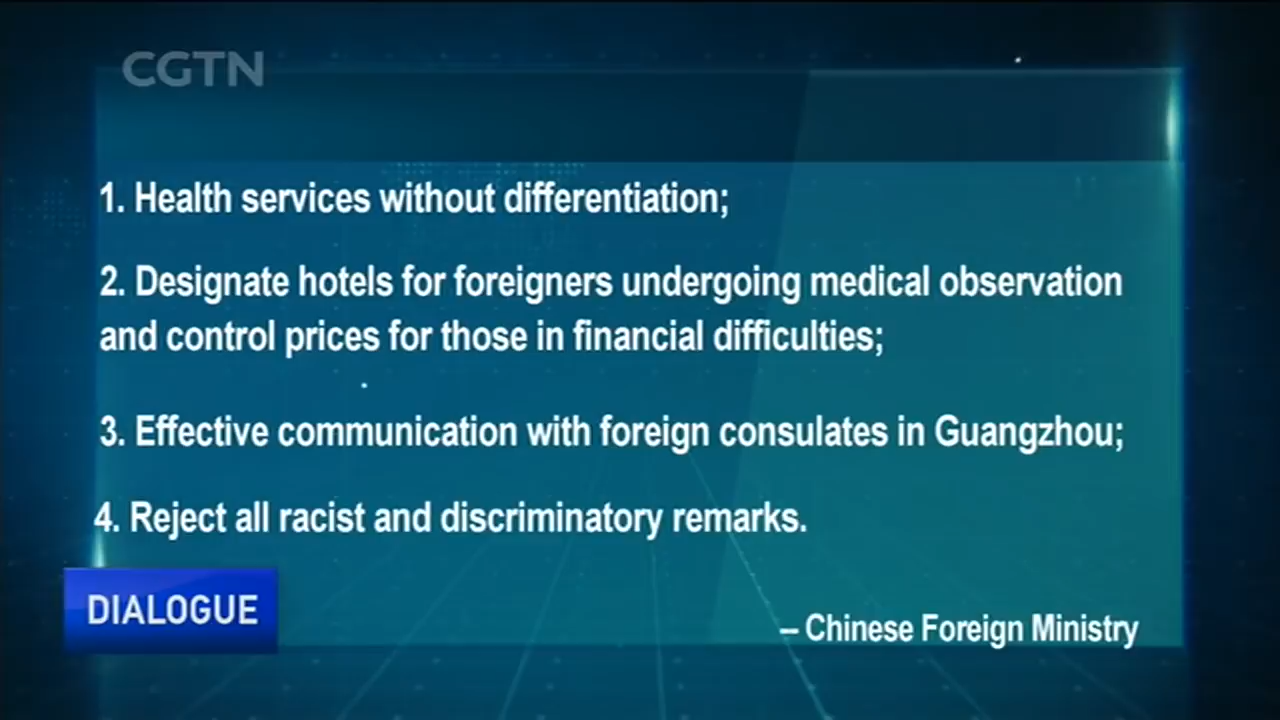 CGTN
1. Health services without differentiation;
2. Designate hotels for foreigners undergoing medical observation
and control prices for those in financial difficulties;
3. Effective communication with foreign consulates in Guangzhou;
4. Reject all racist and discriminatory remarks.
DIALOGUE
– Chinese Foreign Ministry